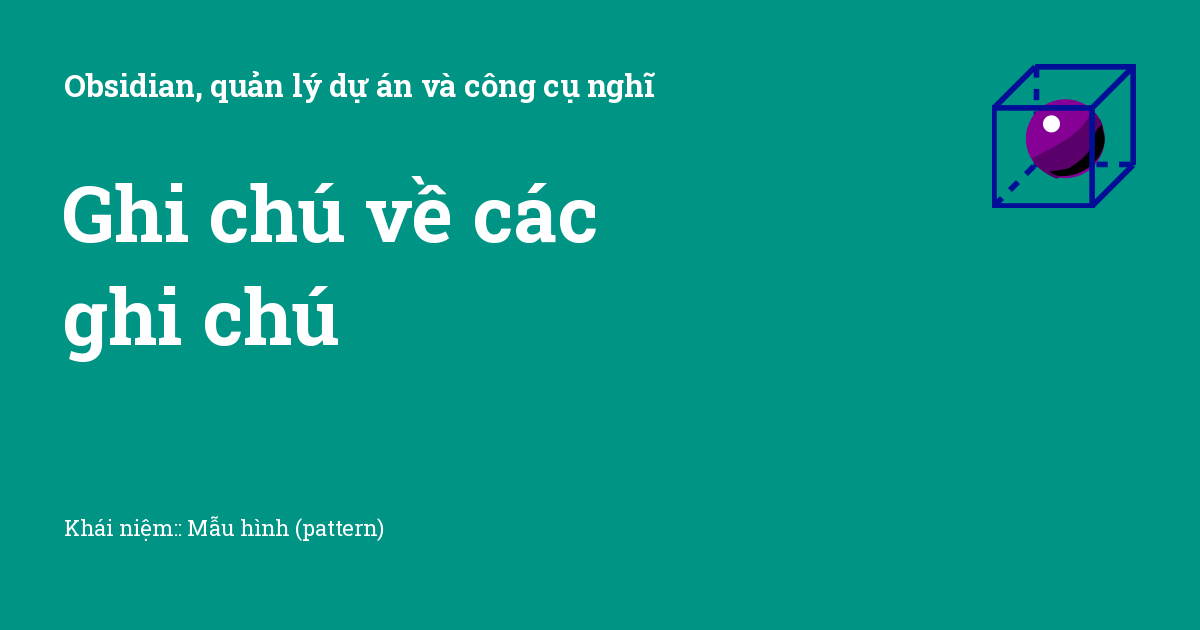 Obsidian, quản lý dự án và công cụ nghĩ
Ghi chú về các
ghi chú
Khái niệm:: Mẫu hình (pattern)